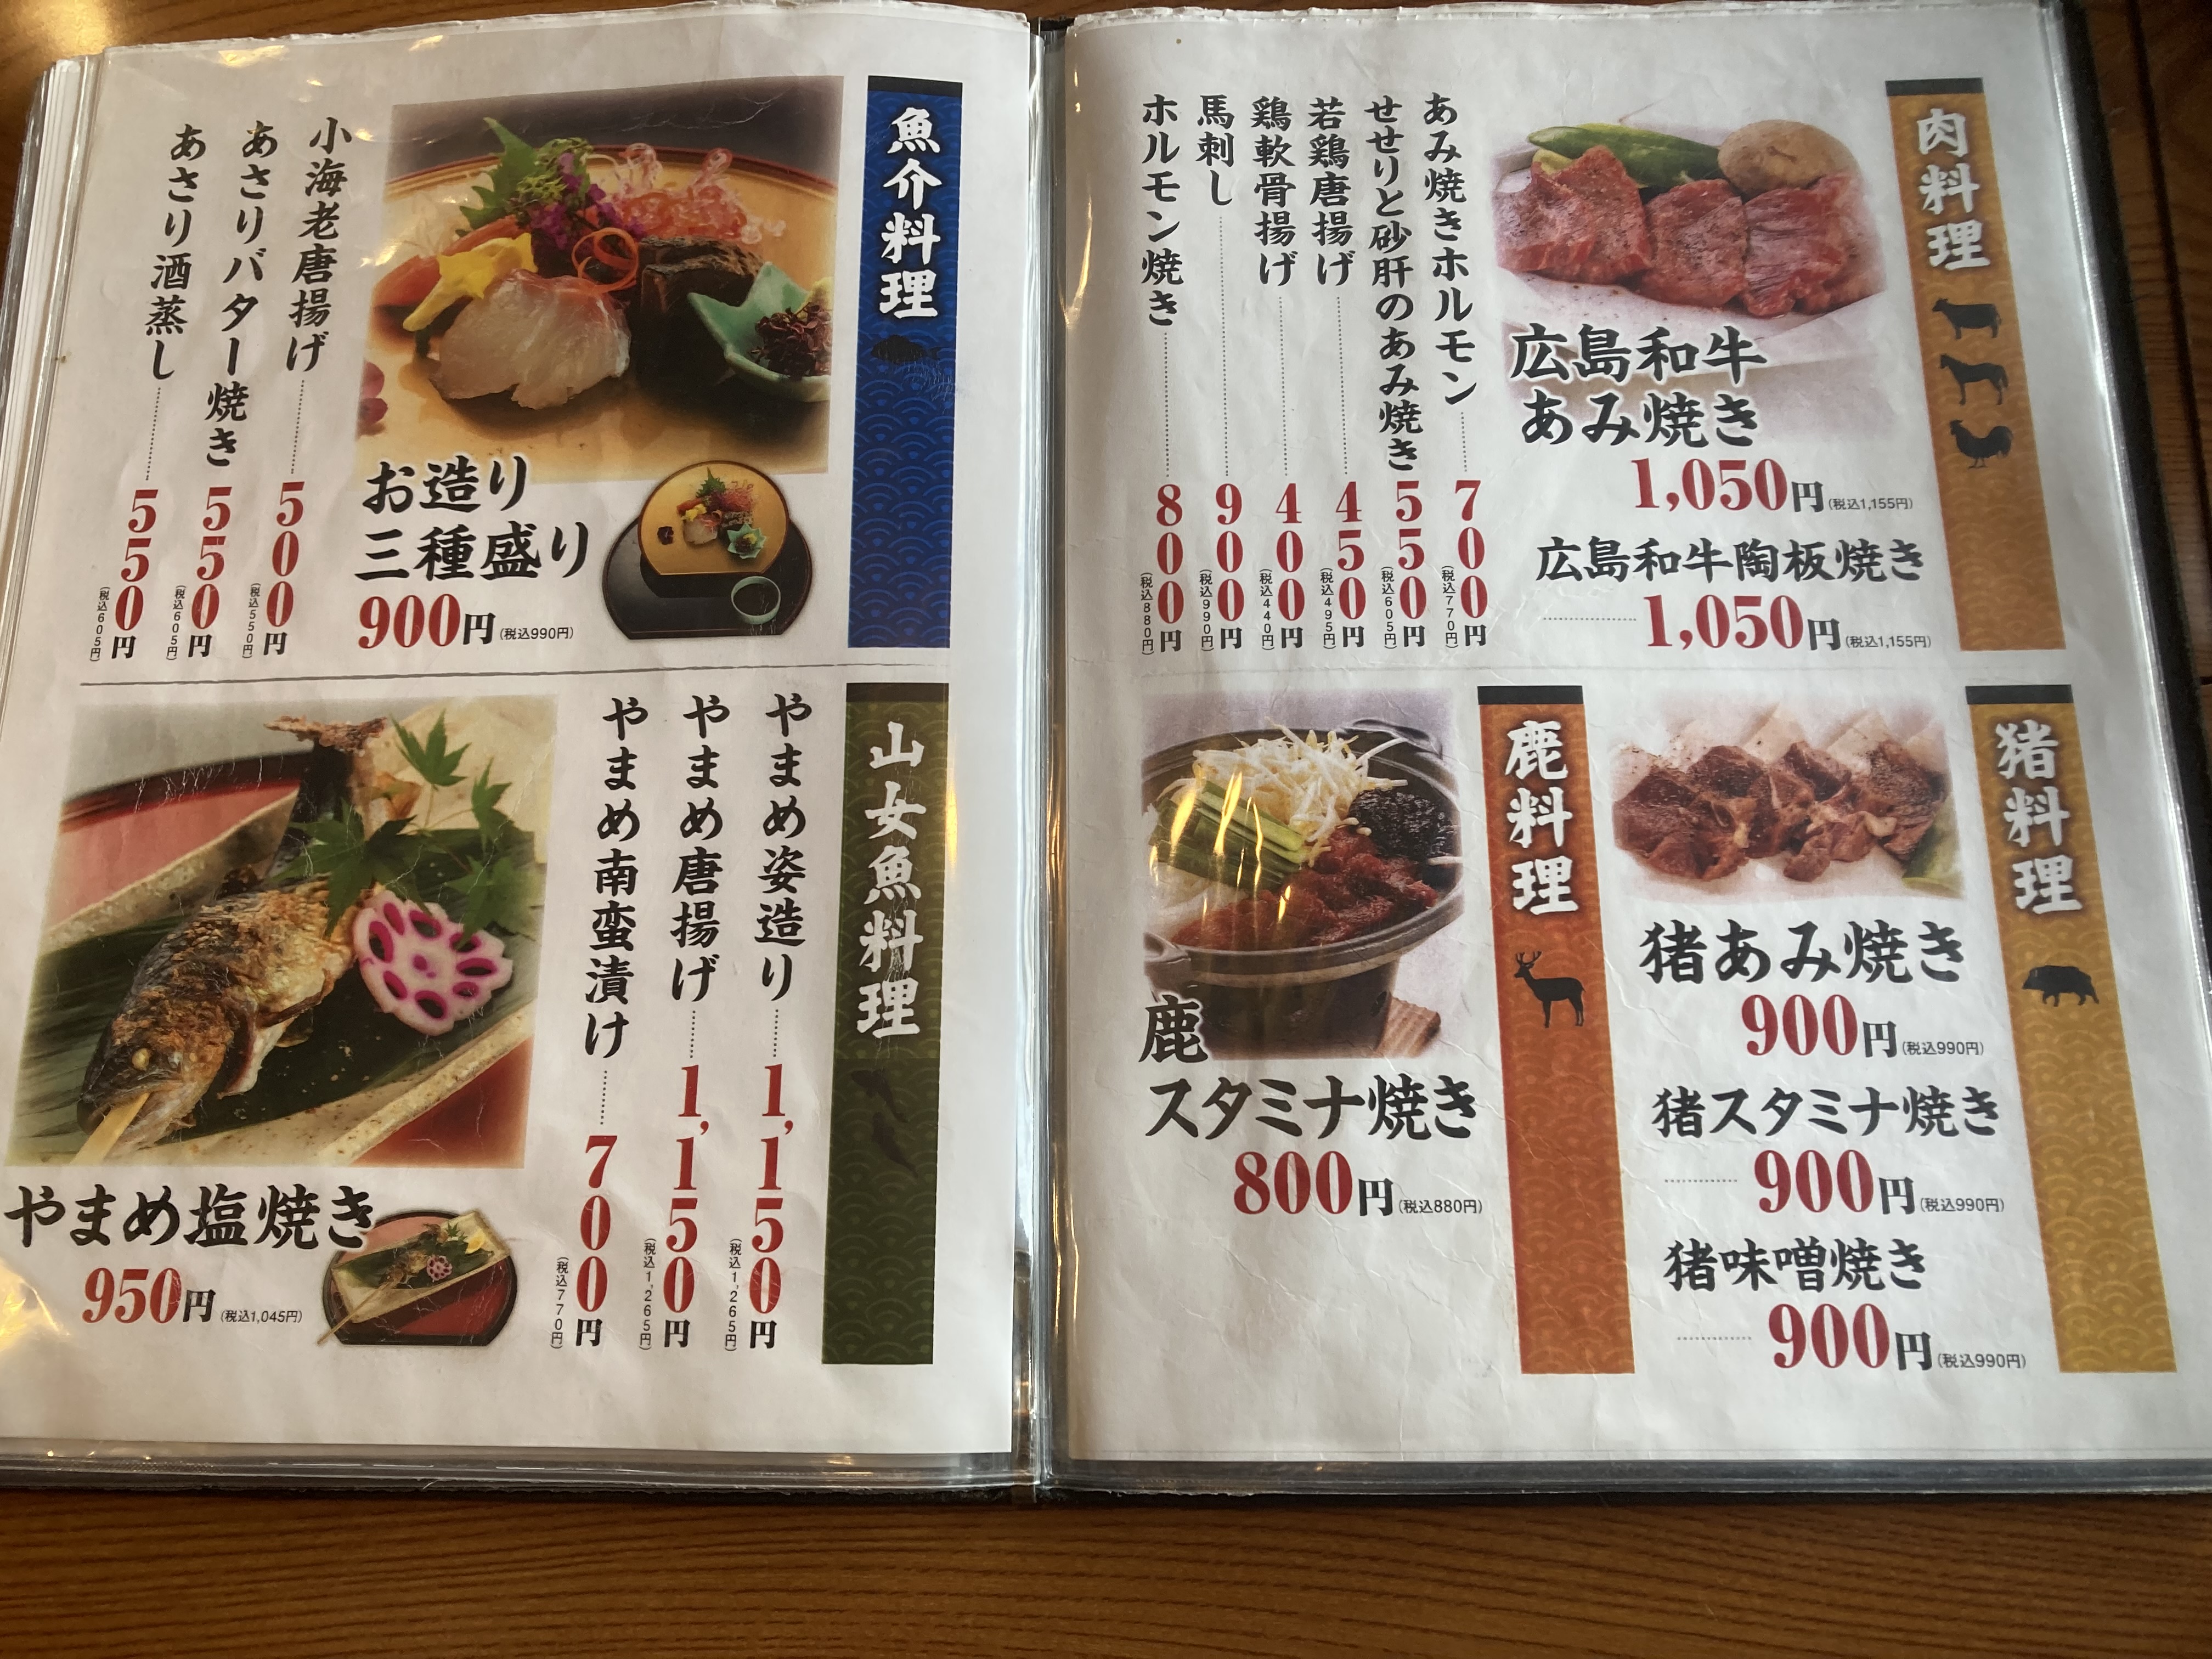 肉料理
広島和牛
あみ焼き
1,050円(税込1,155円)
広島和牛陶板焼き
1,050円(税込1,155円)
あみ焼きホルモン 700円(税込770円)
せせりと砂肝のあみ焼き 550円(税込605円)
若鶏唐揚げ 450円(税込495円)
鶏軟骨揚げ 400円(税込440円)
馬刺し 900円(税込990円)
ホルモン焼き 800円(税込880円)
猪料理
猪あみ焼き
900円(税込990円)
猪スタミナ焼き
900円(税込990円)
猪味噌焼き
900円(税込990円)
鹿料理
鹿
スタミナ焼き
800円(税込880円)
魚介料理
お造り
三種盛り
900円(税込990円)
小海老唐揚げ 500円(税込550円)
あさりバター焼き 550円(税込605円)
あさり酒蒸し 550円(税込605円)
山女魚料理
やまめ姿造り 1,150円(税込1,265円)
やまめ唐揚げ 1,150円(税込1,265円)
やまめ南蛮漬け 700円(税込770円)
やまめ塩焼き
950円(税込1,045円)